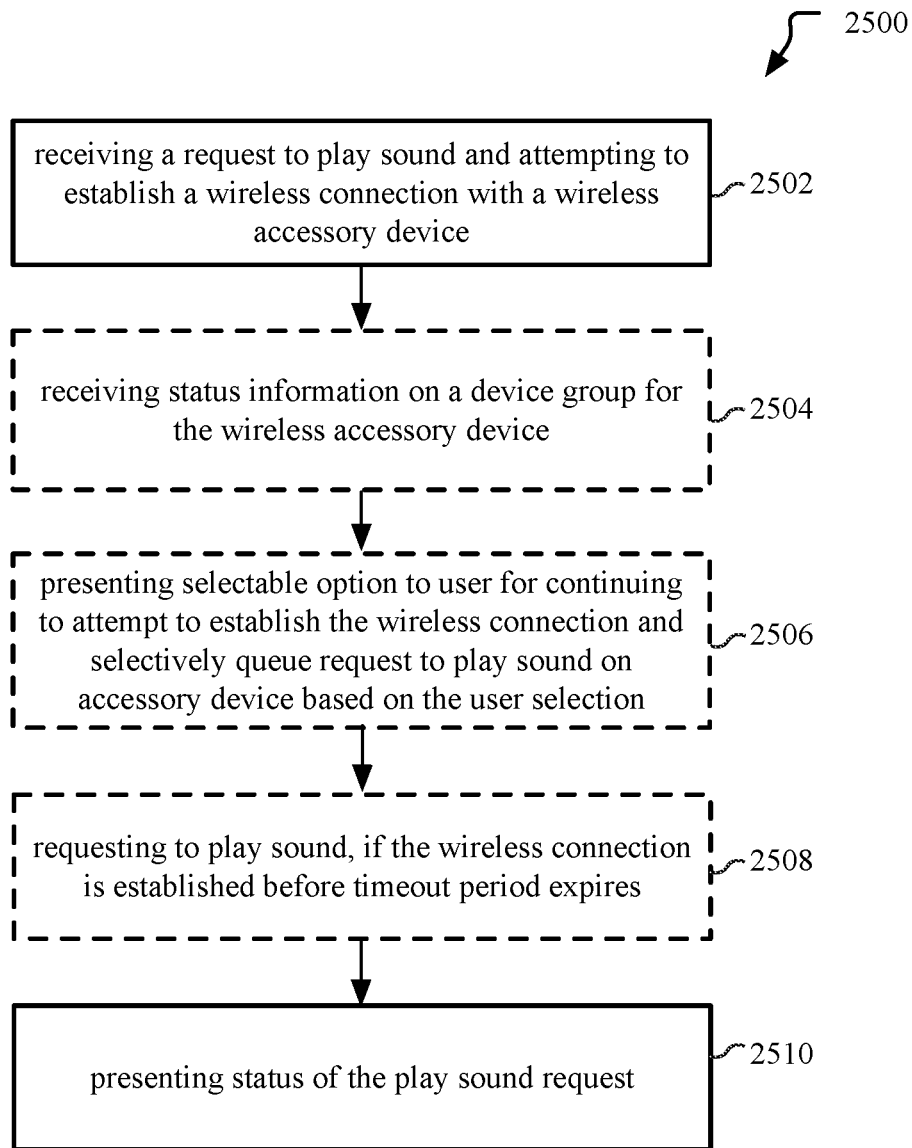 2500
receiving a request to play sound and attempting to
establish a wireless connection with a wireless
accessory device
2502
receiving status information on a device group for
the wireless accessory device
2504
presenting selectable option to user for continuing
to attempt to establish the wireless connection and
selectively queue request to play sound on
accessory device based on the user selection
2506
requesting to play sound, if the wireless connection
is established before timeout period expires
2508
presenting status of the play sound request
2510